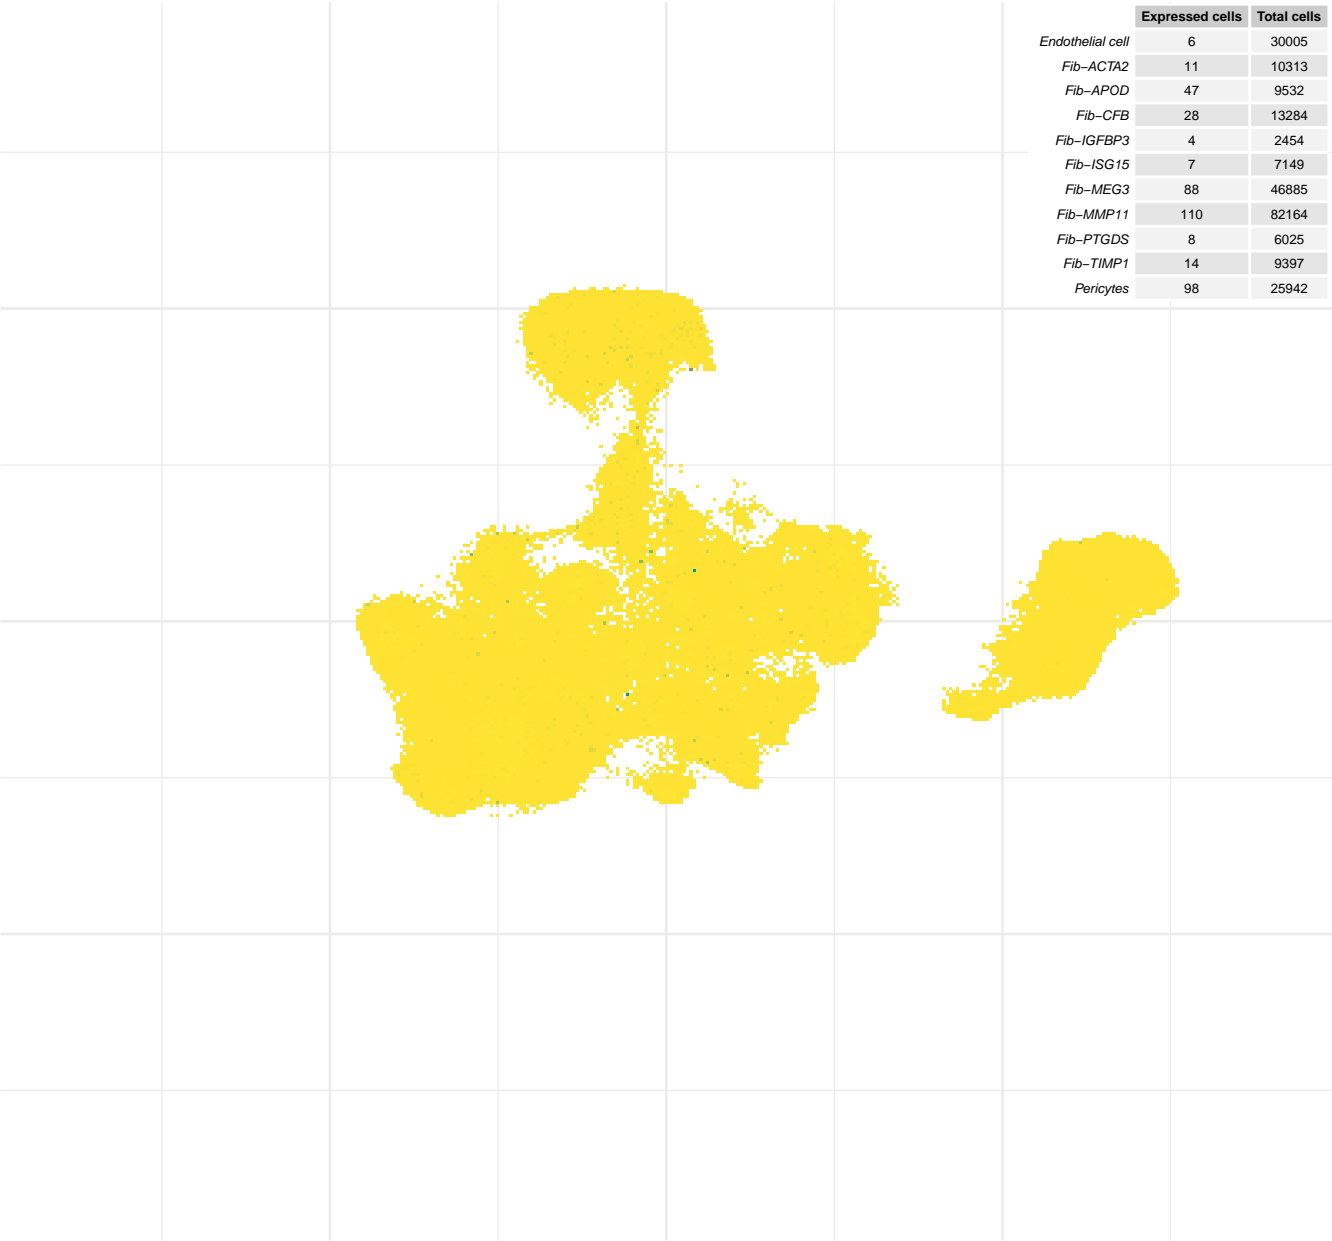 Expressed cells Total cells
Endothelial cell 6 30005
Fib−ACTA2 11 10313
Fib−APOD 47 9532
Fib−CFB 28 13284
Fib−IGFBP3 4 2454
Fib−ISG15 7 7149
Fib−MEG3 88 46885
Fib−MMP11 110 82164
Fib−PTGDS 8 6025
Fib−TIMP1 14 9397
Pericytes 98 25942